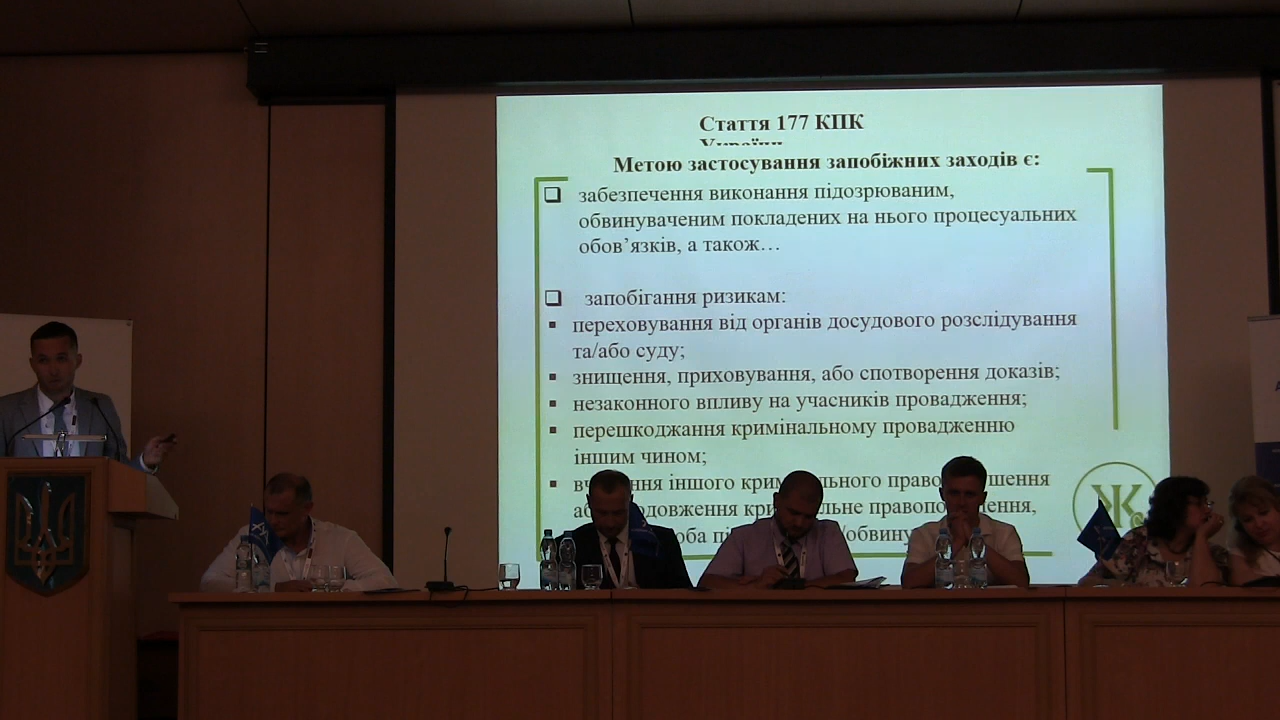 Стаття 177 КПК
України
Метою застосування запобіжних заходів є:
забезпечення виконання підозрюваним,
обвинуваченим покладених на нього процесуальних
обов’язків, а також…
запобігання ризикам:
переховування від органів досудового розслідування
та/або суду;
знищення, приховування, або спотворення доказів;
незаконного впливу на учасників провадження;
перешкоджання кримінальному провадженню
іншим чином;
іншого
Ж